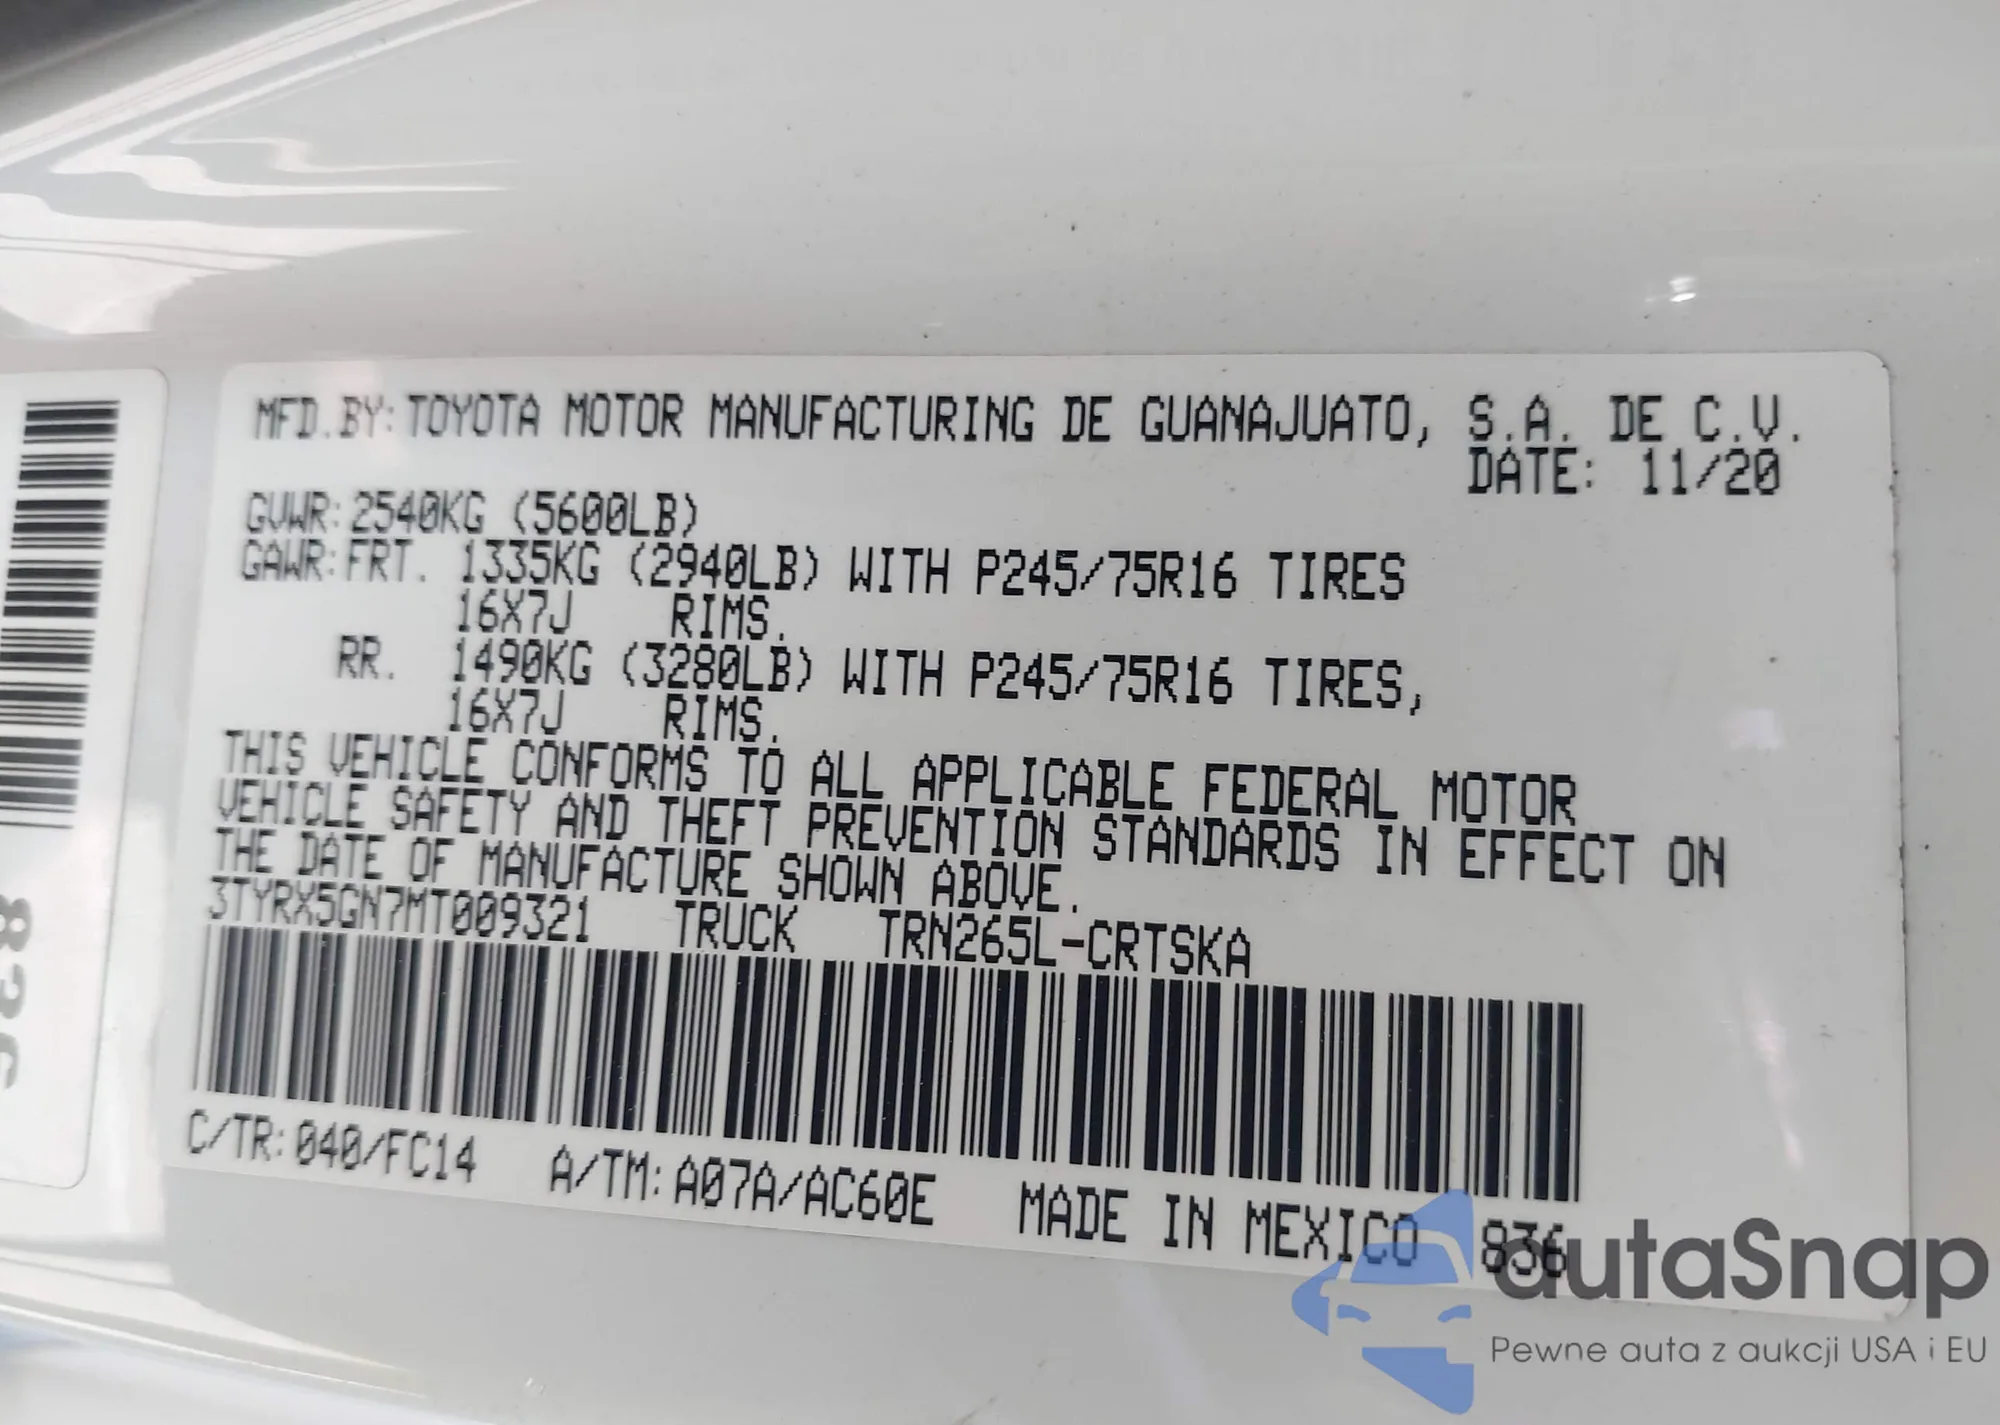 MFD.BY:TOYOTA MOTOR MANUFACTURING DE GUANAJUATO, S.A. DE C.V.
DATE: 11/20
GVWR:2540KG (5600LB)
GAWR:FRT. 1335KG (2940LB) WITH P245/75R16 TIRES
16X7J RIMS.
RR. 1490KG (3280LB) WITH P245/75R16 TIRES,
16X7J RIMS.
THIS VEHICLE CONFORMS TO ALL APPLICABLE FEDERAL MOTOR
VEHICLE SAFETY AND THEFT PREVENTION STANDARDS IN EFFECT ON
THE DATE OF MANUFACTURE SHOWN ABOVE.
3TYRX5GN7MT009321 TRUCK TRN265L-CRTSKA
C/TR:040/FC14 A/TM:A07A/AC60E MADE IN MEXICO 836
836
autaSnap
Pewne auta z aukcji USA i EU